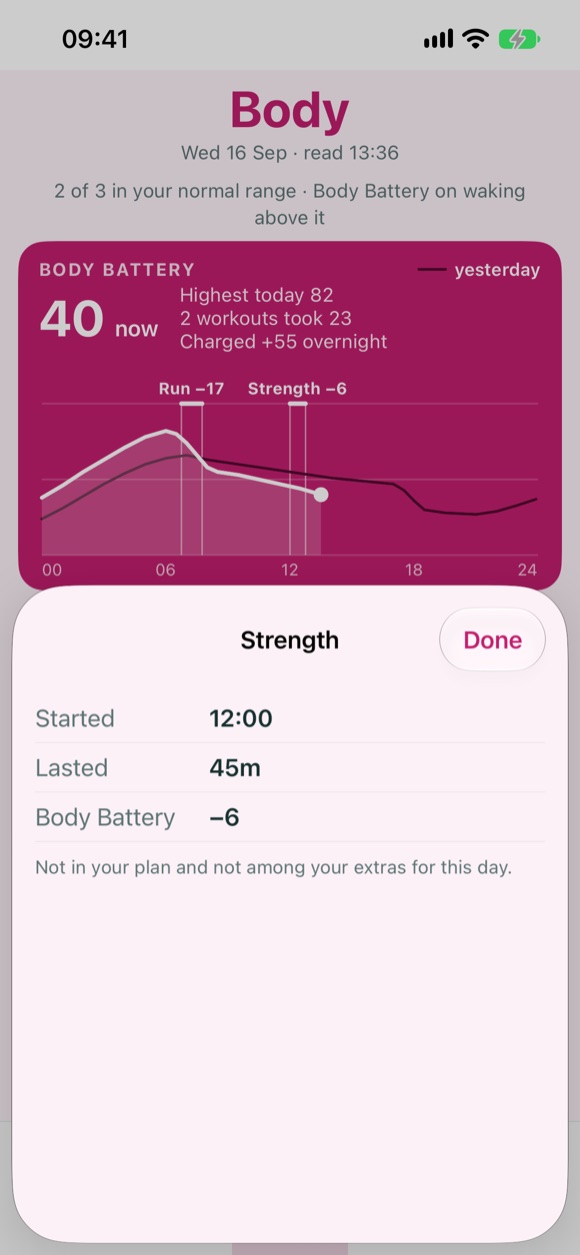 09:41
Body
Wed 16 Sep · read 13:36
2 of 3 in your normal range · Body Battery on waking
above it
BODY BATTERY
yesterday
40 now
Highest today 82
2 workouts took 23
Charged +55 overnight
Run −17
Strength −6
00
06
12
18
24
Strength
Done
Started
12:00
Lasted
45m
Body Battery
−6
Not in your plan and not among your extras for this day.